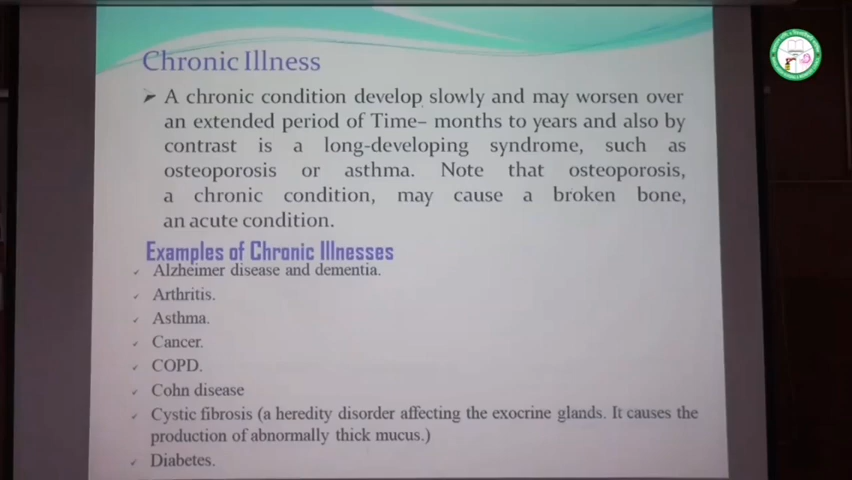 Chronic Illness
➤ A chronic condition develop slowly and may worsen over
an extended period of Time– months to years and also by
contrast is a long-developing syndrome, such as
osteoporosis or asthma. Note that osteoporosis,
a chronic condition, may cause a broken bone,
an acute condition.
Examples of Chronic Illnesses
✓ Alzheimer disease and dementia.
✓ Arthritis.
✓ Asthma.
✓ Cancer.
✓ COPD.
✓ Cohn disease
✓ Cystic fibrosis (a heredity disorder affecting the exocrine glands. It causes the
production of abnormally thick mucus.)
✓ Diabetes.